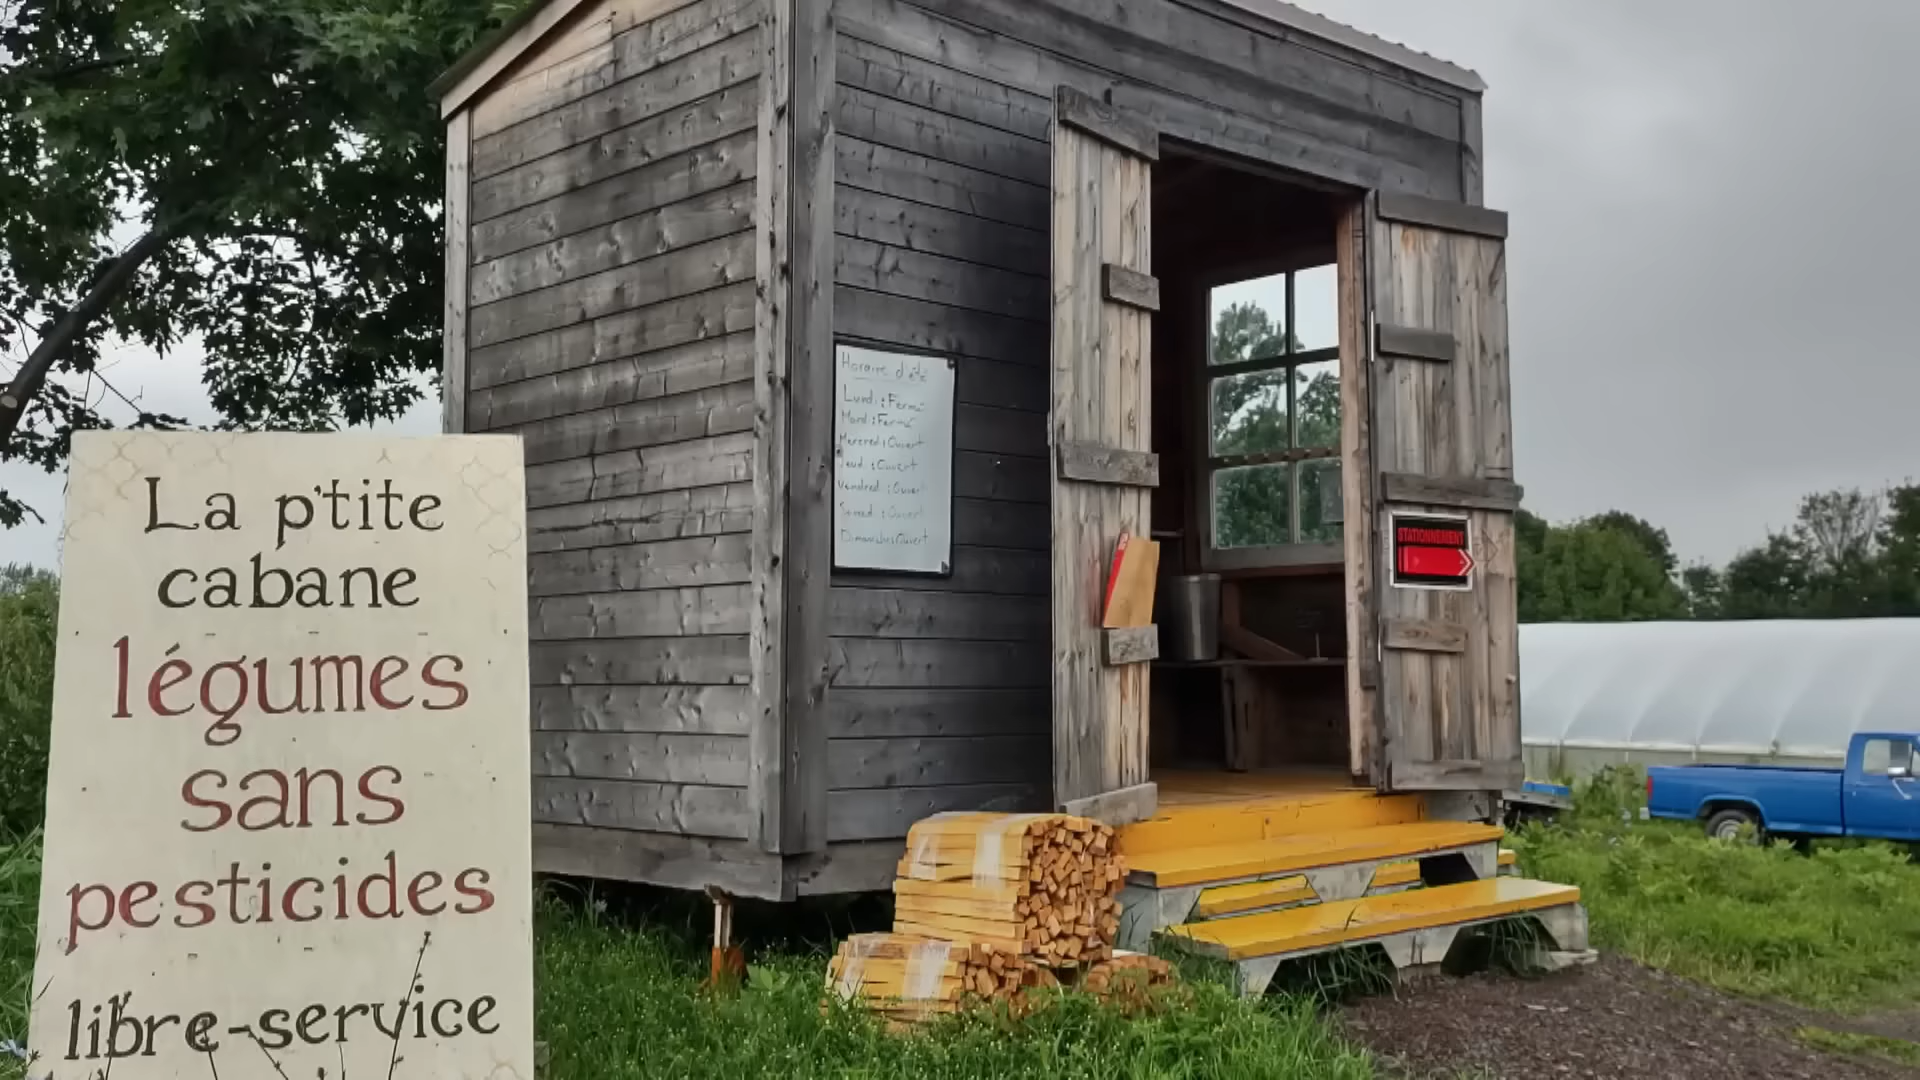 La p'tite
cabane
légumes
sans
pesticides
libre-service
Horaire d'été
Lundi : Fermé
Mardi : Fermé
Mercredi : Ouvert
Jeudi : Ouvert
Vendredi : Ouvert
Samedi : Ouvert
Dimanche : Ouvert
STATIONNEMENT